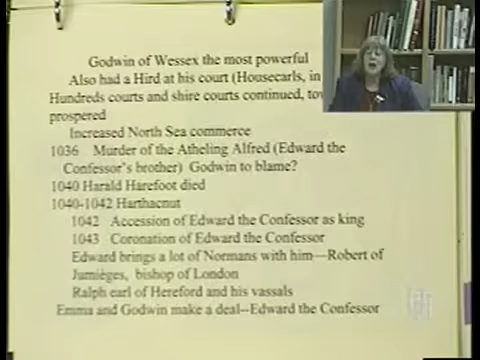 Godwin of Wessex the most powerful
Also had a Hird at his court (Housecarls, in
Hundreds courts and shire courts continued,
prospered
Increased North Sea commerce
1036 Murder of the Atheling Alfred (Edward the
Confessor's brother) Godwin to blame?
1040 Harald Harefoot died
1040-1042 Harthacnut
1042 Accession of Edward the Confessor as king
1043 Coronation of Edward the Confessor
Edward brings a lot of Normans with him—Robert of
Jumièges, bishop of London
Ralph earl of Hereford and his vassals
Emma and Godwin make a deal--Edward the Confessor